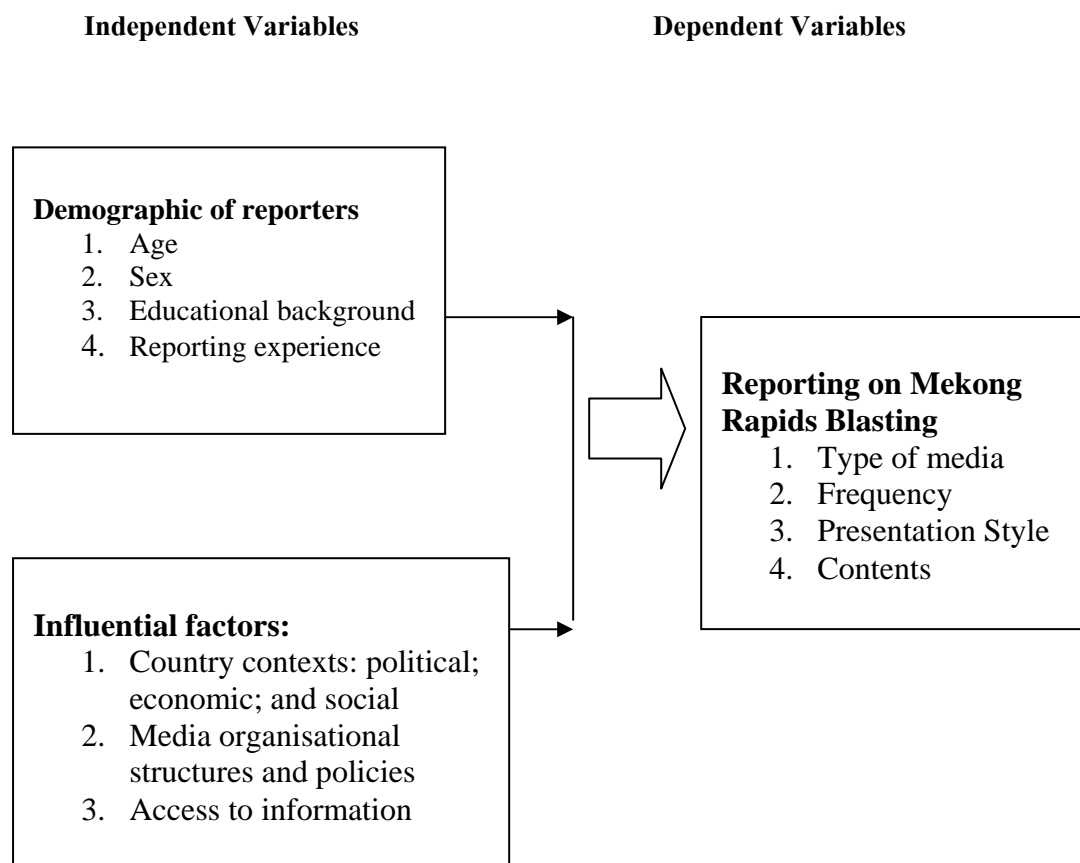 Independent Variables
Dependent Variables
Demographic of reporters
1. Age
2. Sex
3. Educational background
4. Reporting experience
Reporting on Mekong
Rapids Blasting
1. Type of media
2. Frequency
3. Presentation Style
4. Contents
Influential factors:
1. Country contexts: political;
economic; and social
2. Media organisational
structures and policies
3. Access to information